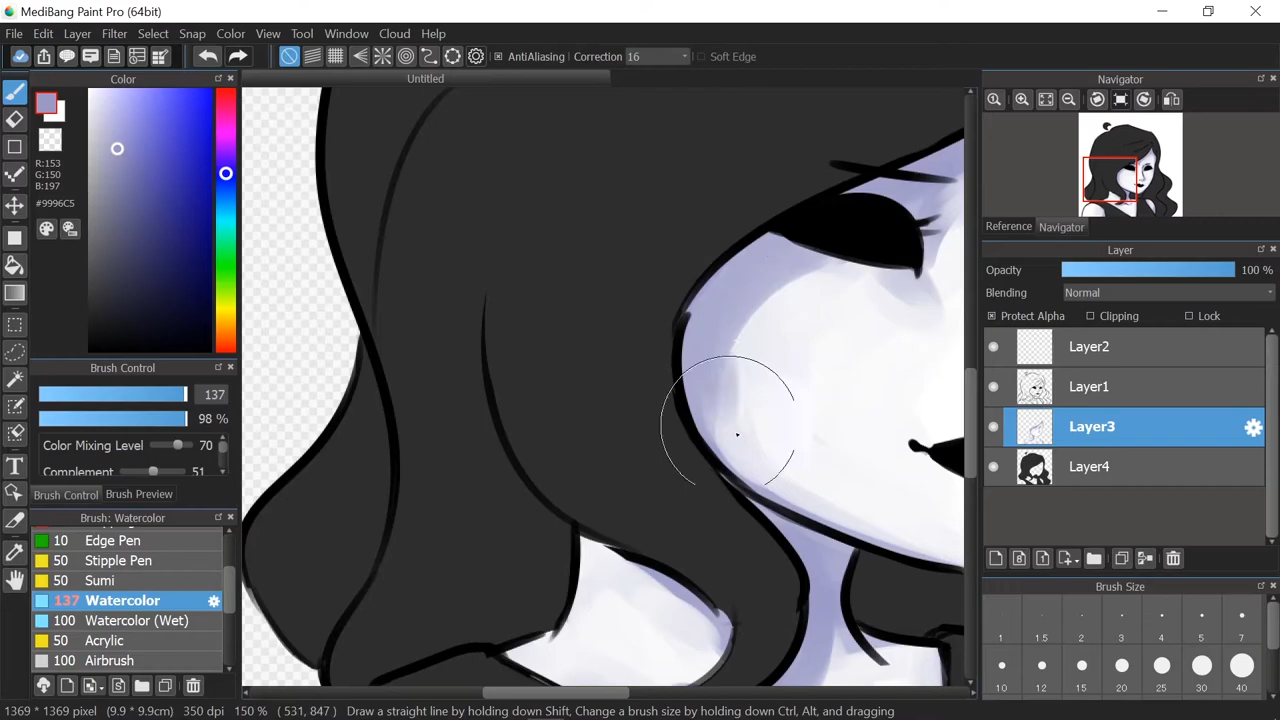 MediBang Paint Pro (64bit)
File Edit Layer Filter Select Snap Color View Tool Window Cloud Help
AntiAliasing Correction 16 Soft Edge
Color
Untitled
Navigator
R:153
G:150
B:197
#9996C5
Reference Navigator
Layer
Opacity 100 %
Blending Normal
Protect Alpha Clipping Lock
Layer2
Layer1
Layer3
Layer4
Brush Control
137
98 %
Color Mixing Level 70
Complement 51
Brush Control Brush Preview
Brush: Watercolor
10 Edge Pen
50 Stipple Pen
50 Sumi
137 Watercolor
100 Watercolor (Wet)
50 Acrylic
100 Airbrush
Brush Size
1 1.5 2 3 4 5 7
10 12 15 20 25 30 40
1369 * 1369 pixel (9.9 * 9.9cm) 350 dpi 150 % ( 531, 847 ) Draw a straight line by holding down Shift, Change a brush size by holding down Ctrl, Alt, and dragging